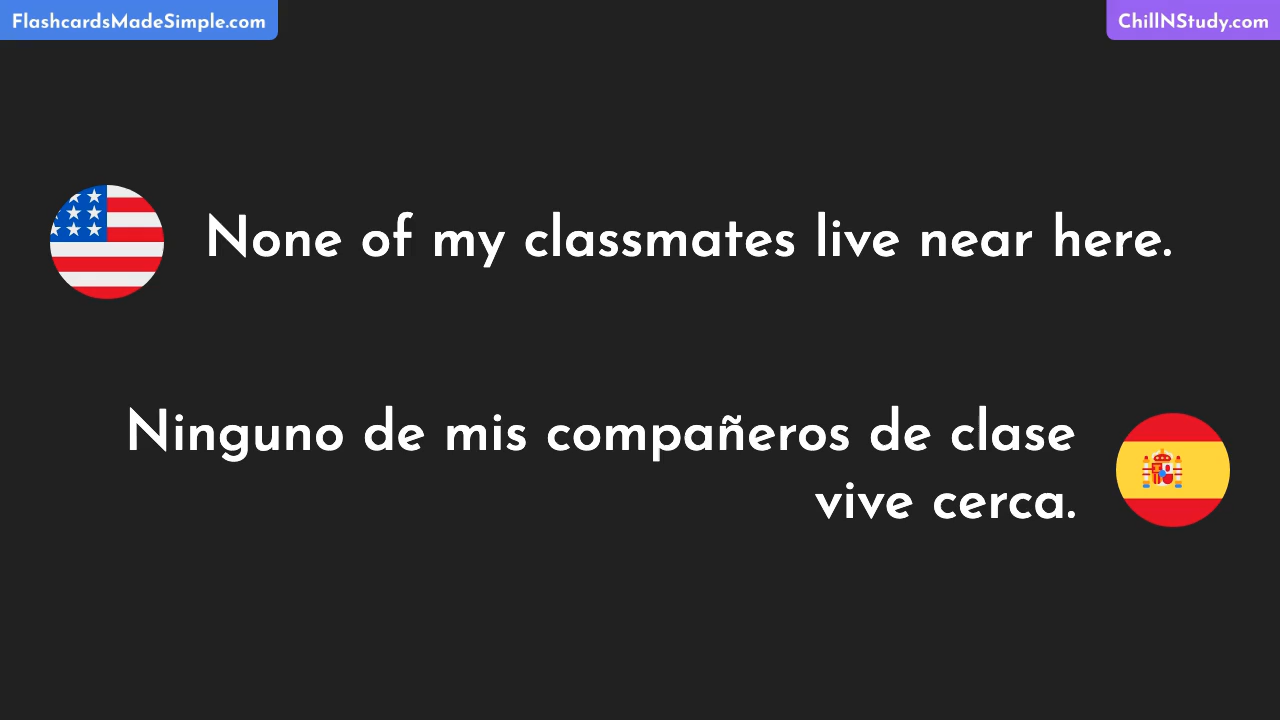 FlashcardsMadeSimple.com
ChillNStudy.com
None of my classmates live near here.
Ninguno de mis compañeros de clase
vive cerca.